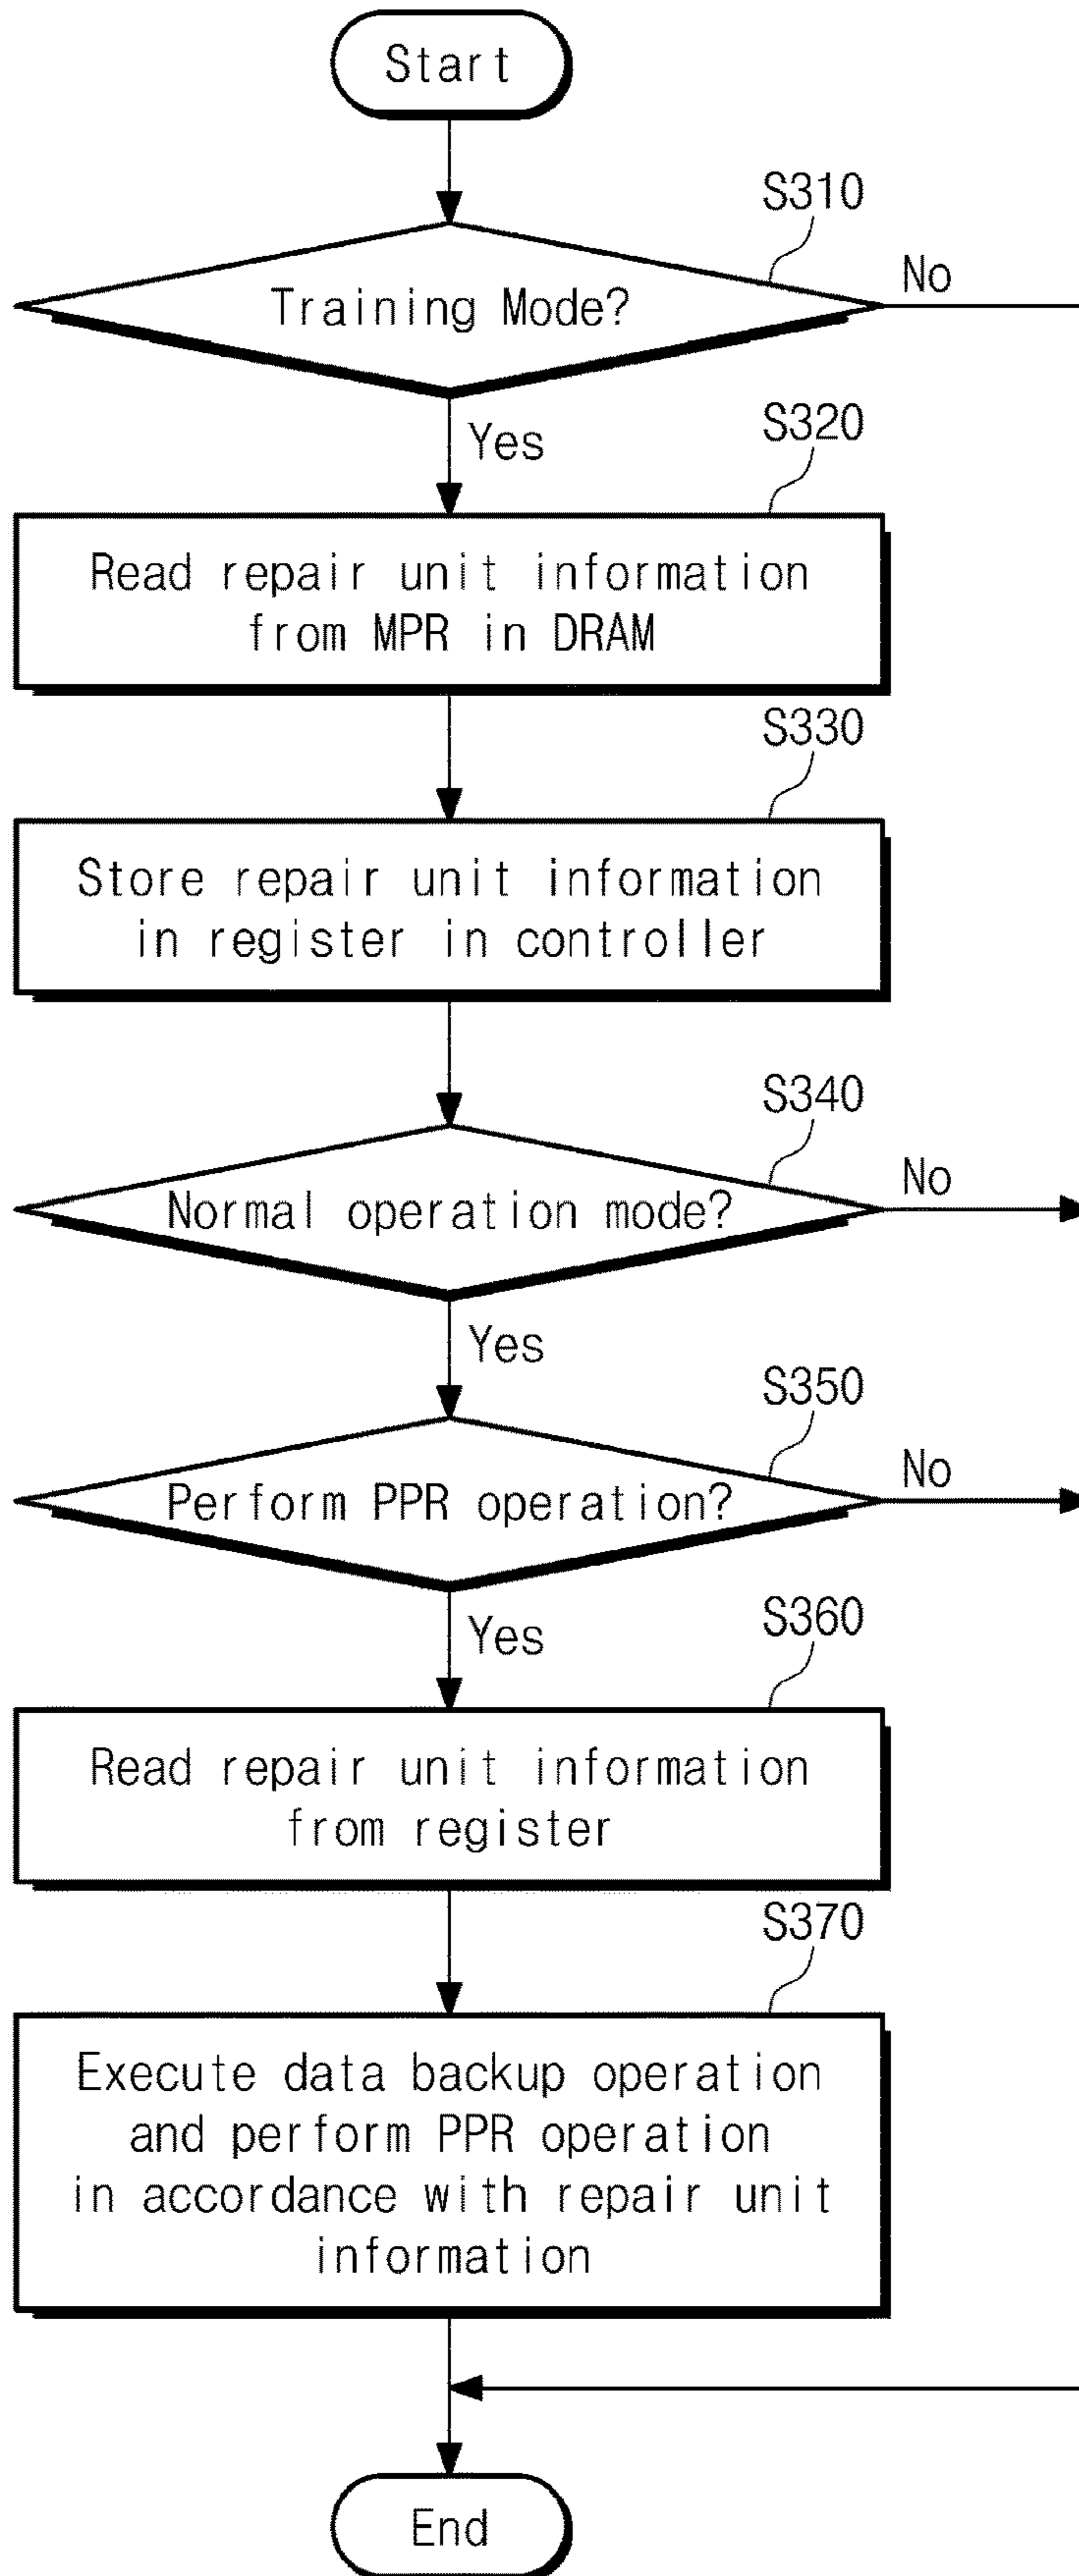 Start
S310
Training Mode?
No
Yes
S320
Read repair unit information
from MPR in DRAM
S330
Store repair unit information
in register in controller
S340
Normal operation mode?
No
Yes
S350
Perform PPR operation?
No
Yes
S360
Read repair unit information
from register
S370
Execute data backup operation
and perform PPR operation
in accordance with repair unit
information
End